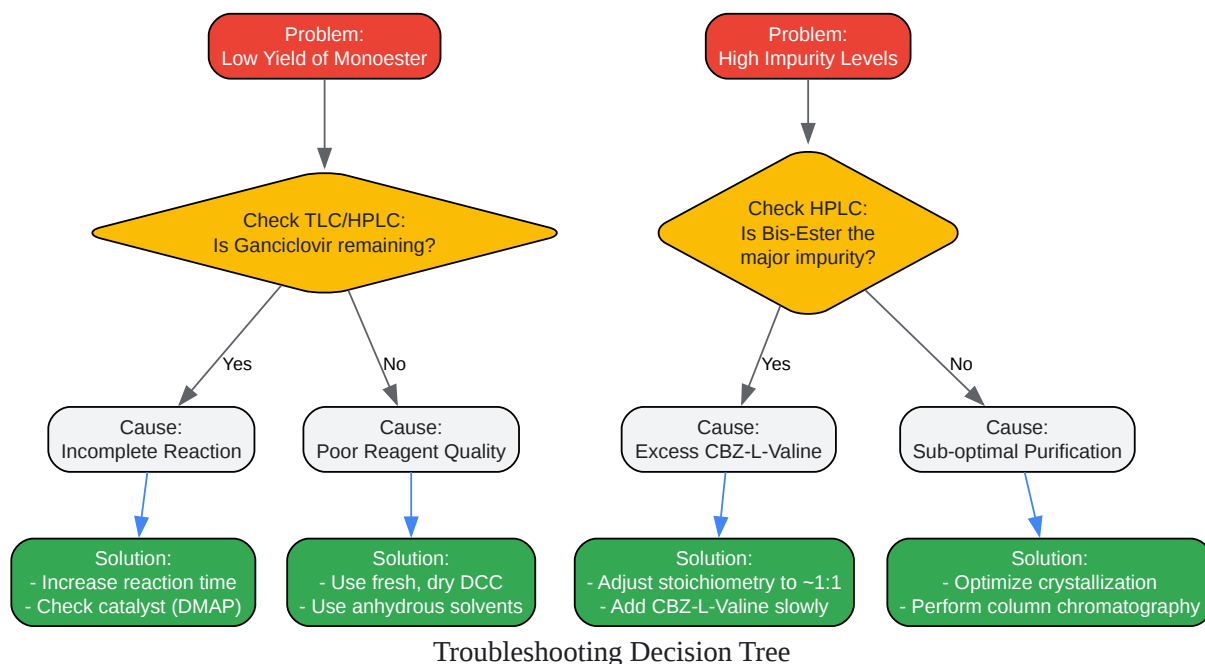 Problem:
Low Yield of Monoester
Problem:
High Impurity Levels
Check TLC/HPLC:
Is Ganciclovir remaining?
Check HPLC:
Is Bis-Ester the
major impurity?
Yes
No
Yes
No
Cause:
Incomplete Reaction
Cause:
Poor Reagent Quality
Cause:
Excess CBZ-L-Valine
Cause:
Sub-optimal Purification
Solution:
- Increase reaction time
- Check catalyst (DMAP)
Solution:
- Use fresh, dry DCC
- Use anhydrous solvents
Solution:
- Adjust stoichiometry to ~1:1
- Add CBZ-L-Valine slowly
Solution:
- Optimize crystallization
- Perform column chromatography
Troubleshooting Decision Tree